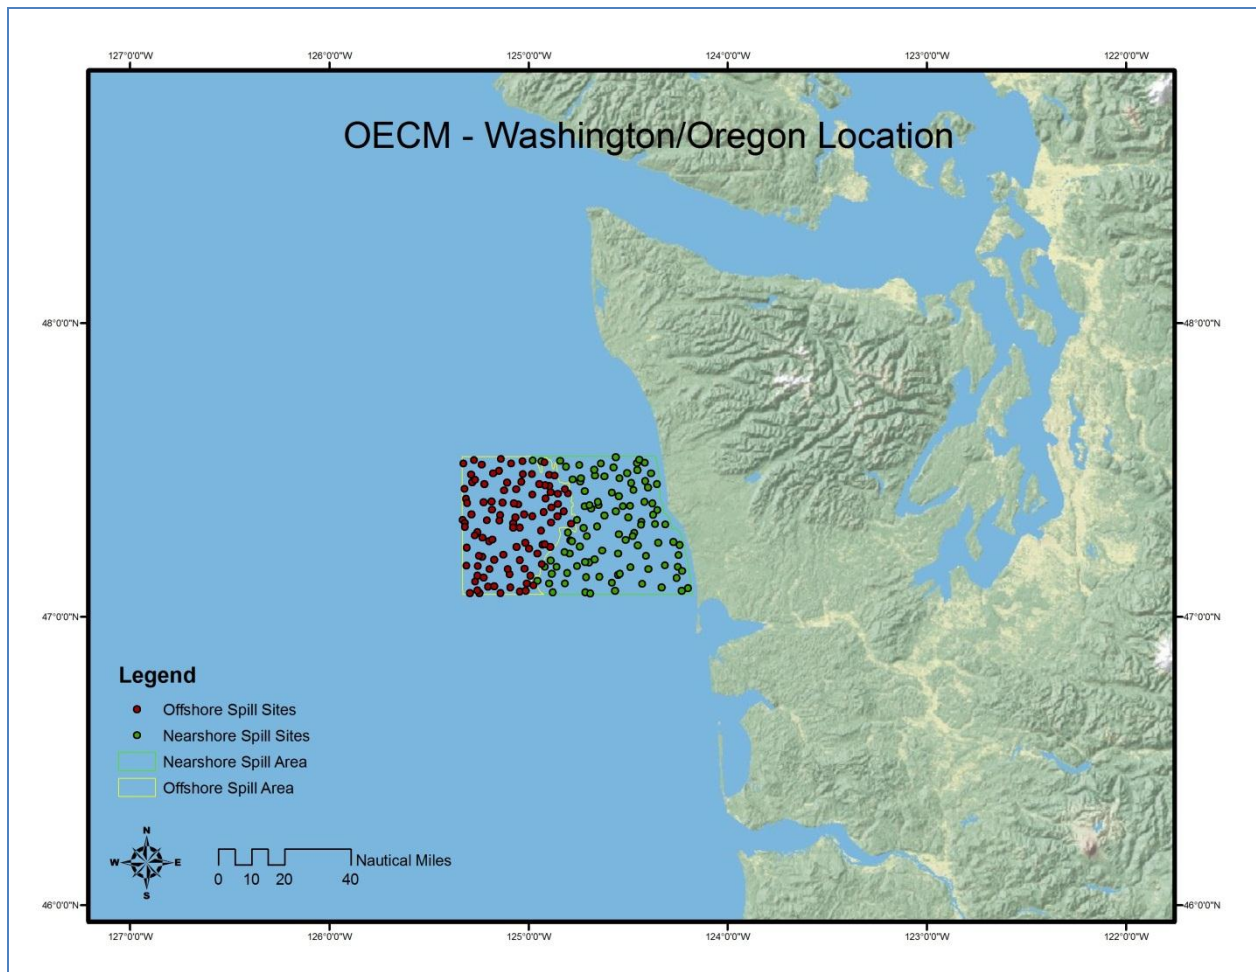 127°0'0"W 126°0'0"W 125°0'0"W 124°0'0"W 123°0'0"W 122°0'0"W
OECM - Washington/Oregon Location
48°0'0"N 48°0'0"N
47°0'0"N 47°0'0"N
Legend
Offshore Spill Sites
Nearshore Spill Sites
Nearshore Spill Area
Offshore Spill Area
N
W E
S
Nautical Miles
0 10 20 40
46°0'0"N 46°0'0"N
127°0'0"W 126°0'0"W 125°0'0"W 124°0'0"W 123°0'0"W 122°0'0"W